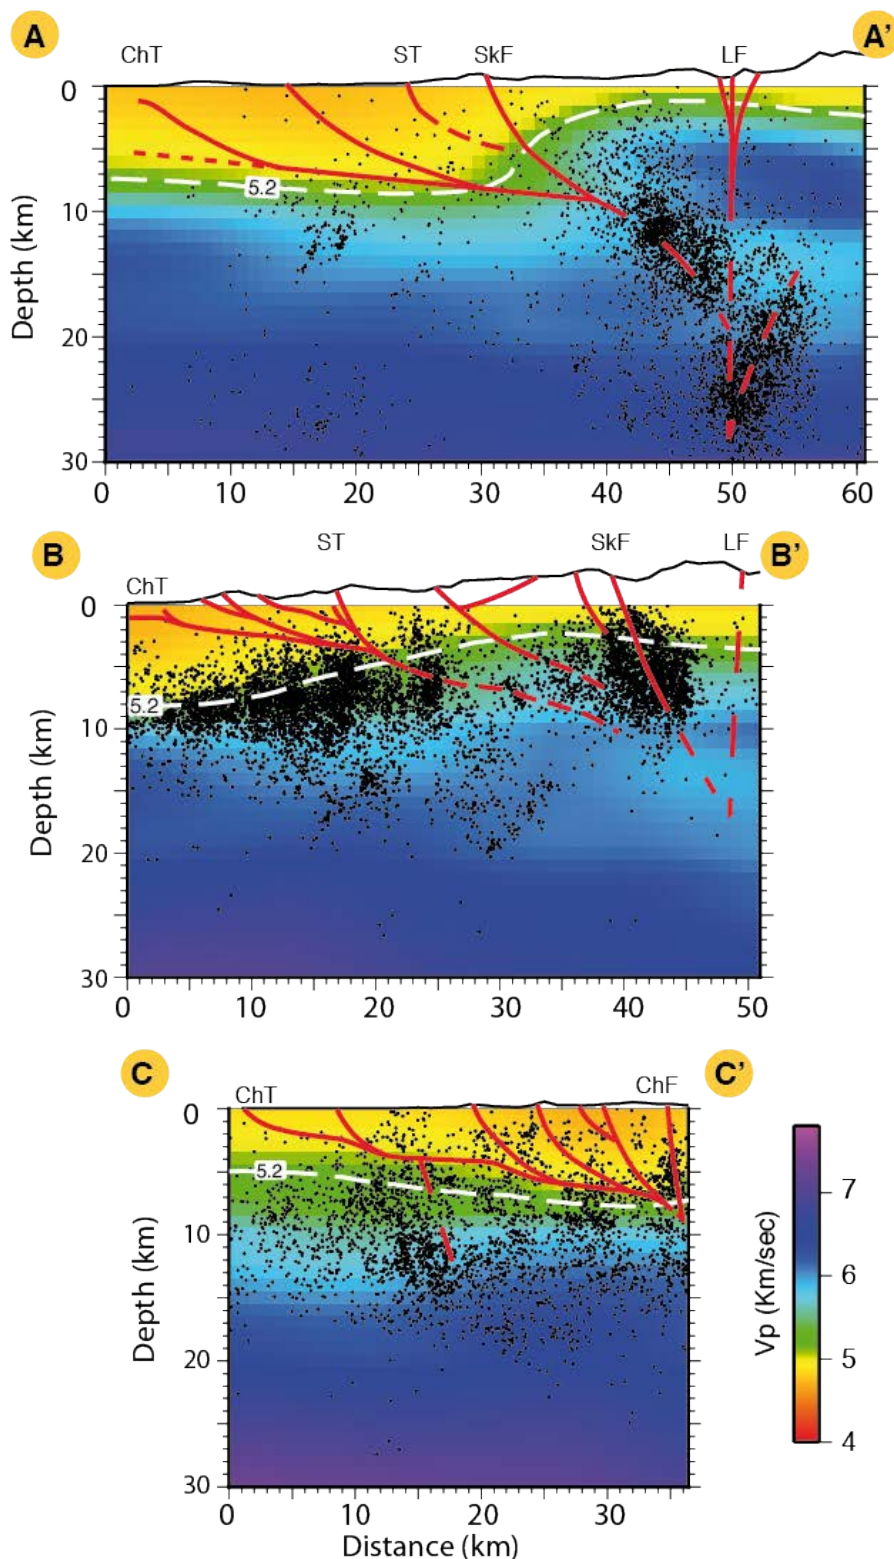 A A'
ChT ST SkF LF
0
10
20
30
Depth (km)
5.2
0 10 20 30 40 50 60
B ST SkF LF B'
ChT
0
10
20
30
Depth (km)
5.2
0 10 20 30 40 50
C C'
ChT ChF
0
10
20
30
Depth (km)
5.2
0 10 20 30
Distance (km)
7
6
5
4
Vp (Km/sec)